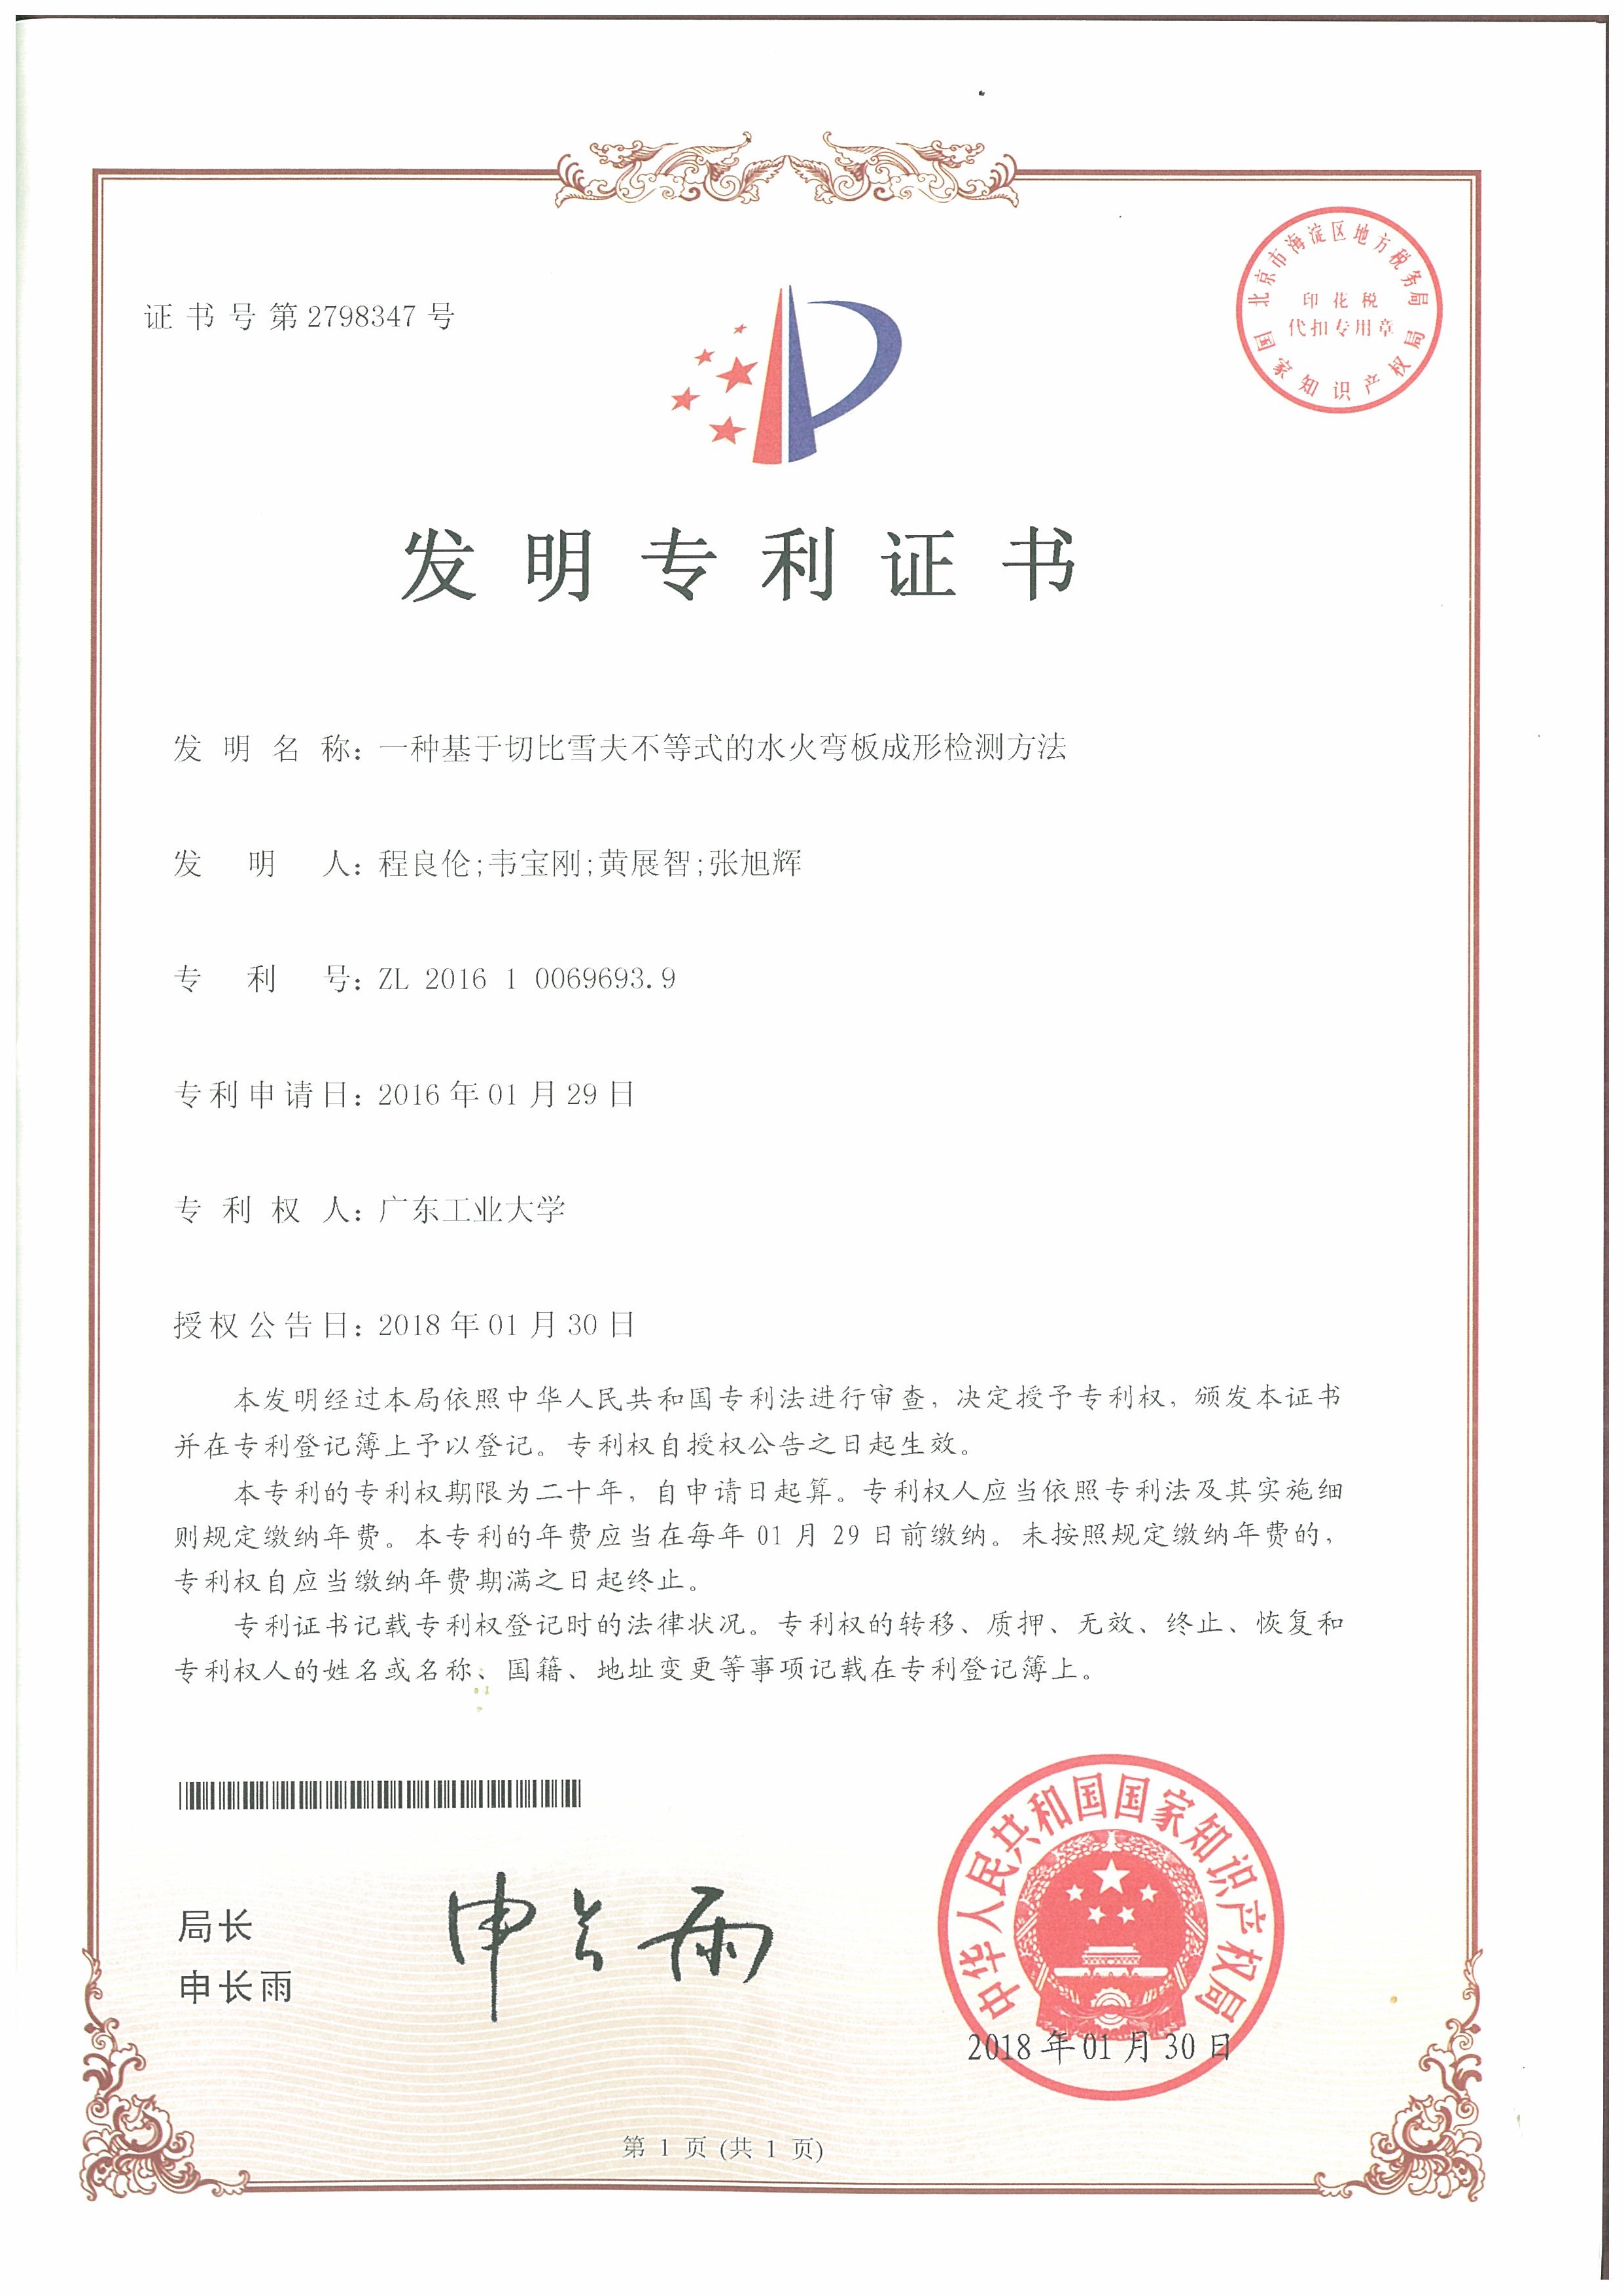 北京市海淀区地方税务局
印花税
代扣专用章
国家知识产权局
证书号第2798347号
发明专利证书
发明名称：一种基于切比雪夫不等式的水火弯板成形检测方法
发明人：程良伦;韦宝刚;黄展智;张旭辉
专利号：ZL 2016 1 0069693.9
专利申请日：2016年01月29日
专利权人：广东工业大学
授权公告日：2018年01月30日
本发明经过本局依照中华人民共和国专利法进行审查，决定授予专利权，颁发本证书
并在专利登记簿上予以登记。专利权自授权公告之日起生效。
本专利的专利权期限为二十年，自申请日起算。专利权人应当依照专利法及其实施细
则规定缴纳年费。本专利的年费应当在每年01月29日前缴纳。未按照规定缴纳年费的，
专利权自应当缴纳年费期满之日起终止。
专利证书记载专利权登记时的法律状况。专利权的转移、质押、无效、终止、恢复和
专利权人的姓名或名称、国籍、地址变更等事项记载在专利登记簿上。
局长
申长雨
申长雨
中华人民共和国国家知识产权局
2018年01月30日
第1页(共1页)